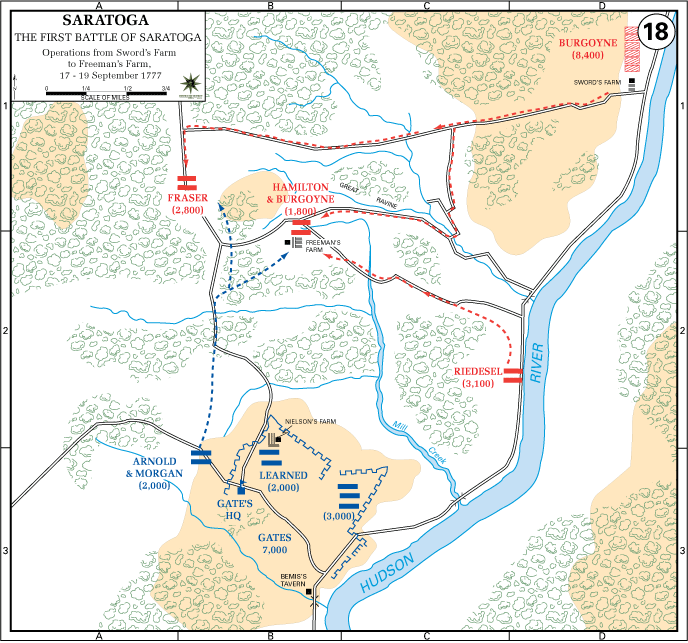 A
B
C
D
SARATOGA
THE FIRST BATTLE OF SARATOGA
Operations from Sword's Farm
to Freeman's Farm,
17 - 19 September 1777
0 1/4 1/2 3/4
SCALE OF MILES
18
BURGOYNE
(8,400)
SWORD'S FARM
1
1
FRASER
(2,800)
HAMILTON
& BURGOYNE
(1,800)
GREAT
RAVINE
FREEMAN'S
FARM
2
2
RIVER
RIEDESEL
(3,100)
NIELSON'S FARM
Mill
Creek
ARNOLD
& MORGAN
(2,000)
LEARNED
(2,000)
GATE'S
HQ
(3,000)
GATES
7,000
3
3
BEMIS'S
TAVERN
HUDSON
A
B
C
D